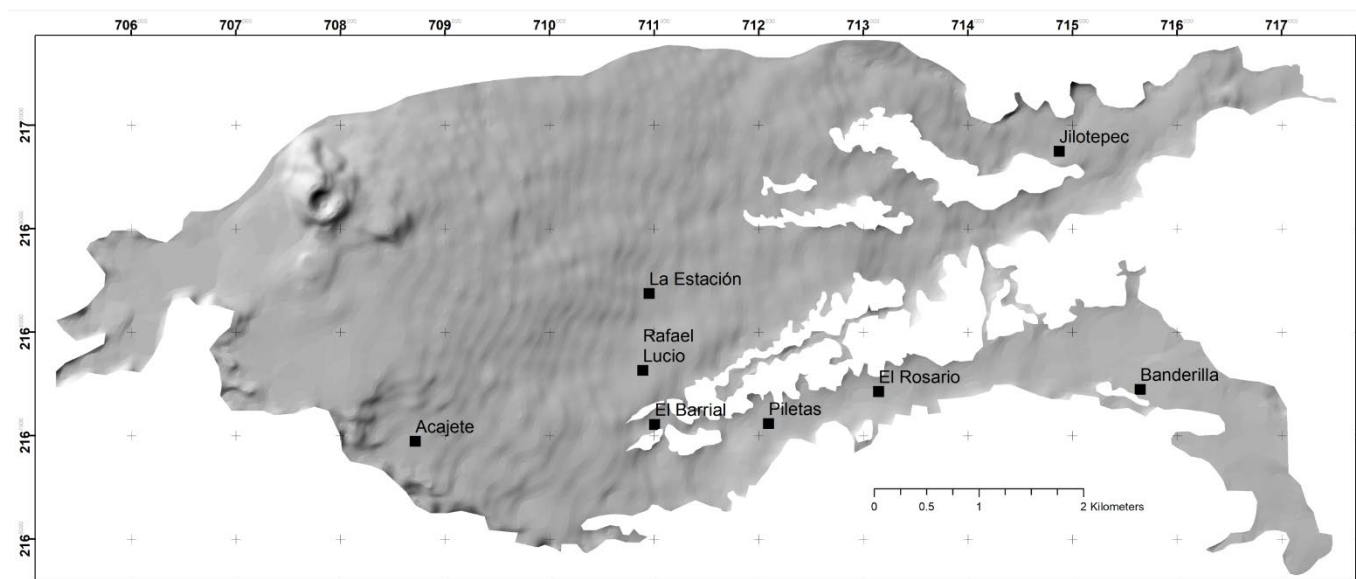 706 707 708 709 710 711 712 713 714 715 716 717
217
Jilotepec
216
La Estación
216
Rafael
Lucio
El Rosario
Banderilla
El Barrial
Piletas
Acajete
216
0 0.5 1 2 Kilometers
216